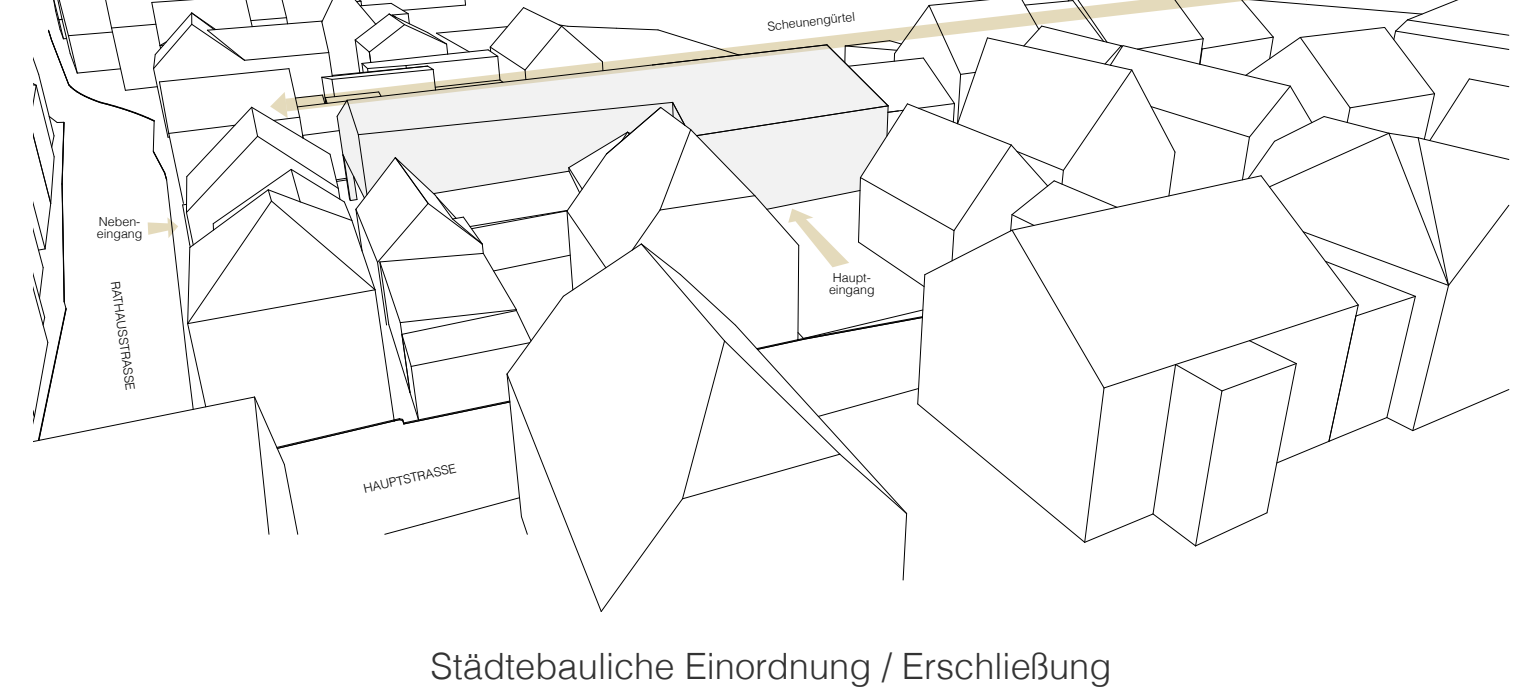 Scheunengürtel
Neben-
eingang
Haupt-
eingang
RATHAUSSTRASSE
HAUPTSTRASSE
Städtebauliche Einordnung / Erschließung